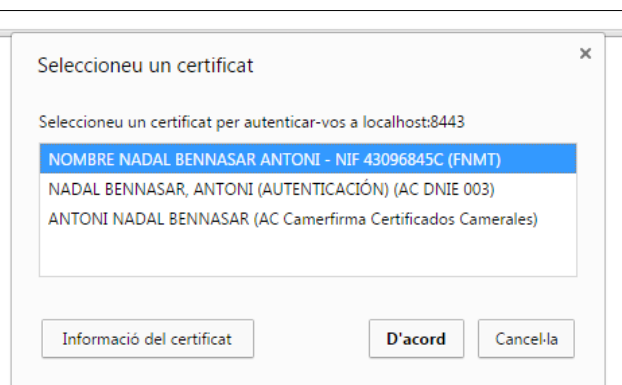 Seleccioneu un certificat
Seleccioneu un certificat per autenticar-vos a localhost:8443
NOMBRE NADAL BENNASAR ANTONI - NIF 43096845C (FNMT)
NADAL BENNASAR, ANTONI (AUTENTICACIÓN) (AC DNIE 003)
ANTONI NADAL BENNASAR (AC Camerfirma Certificados Camerales)
Informació del certificat D'acord Cancel·la